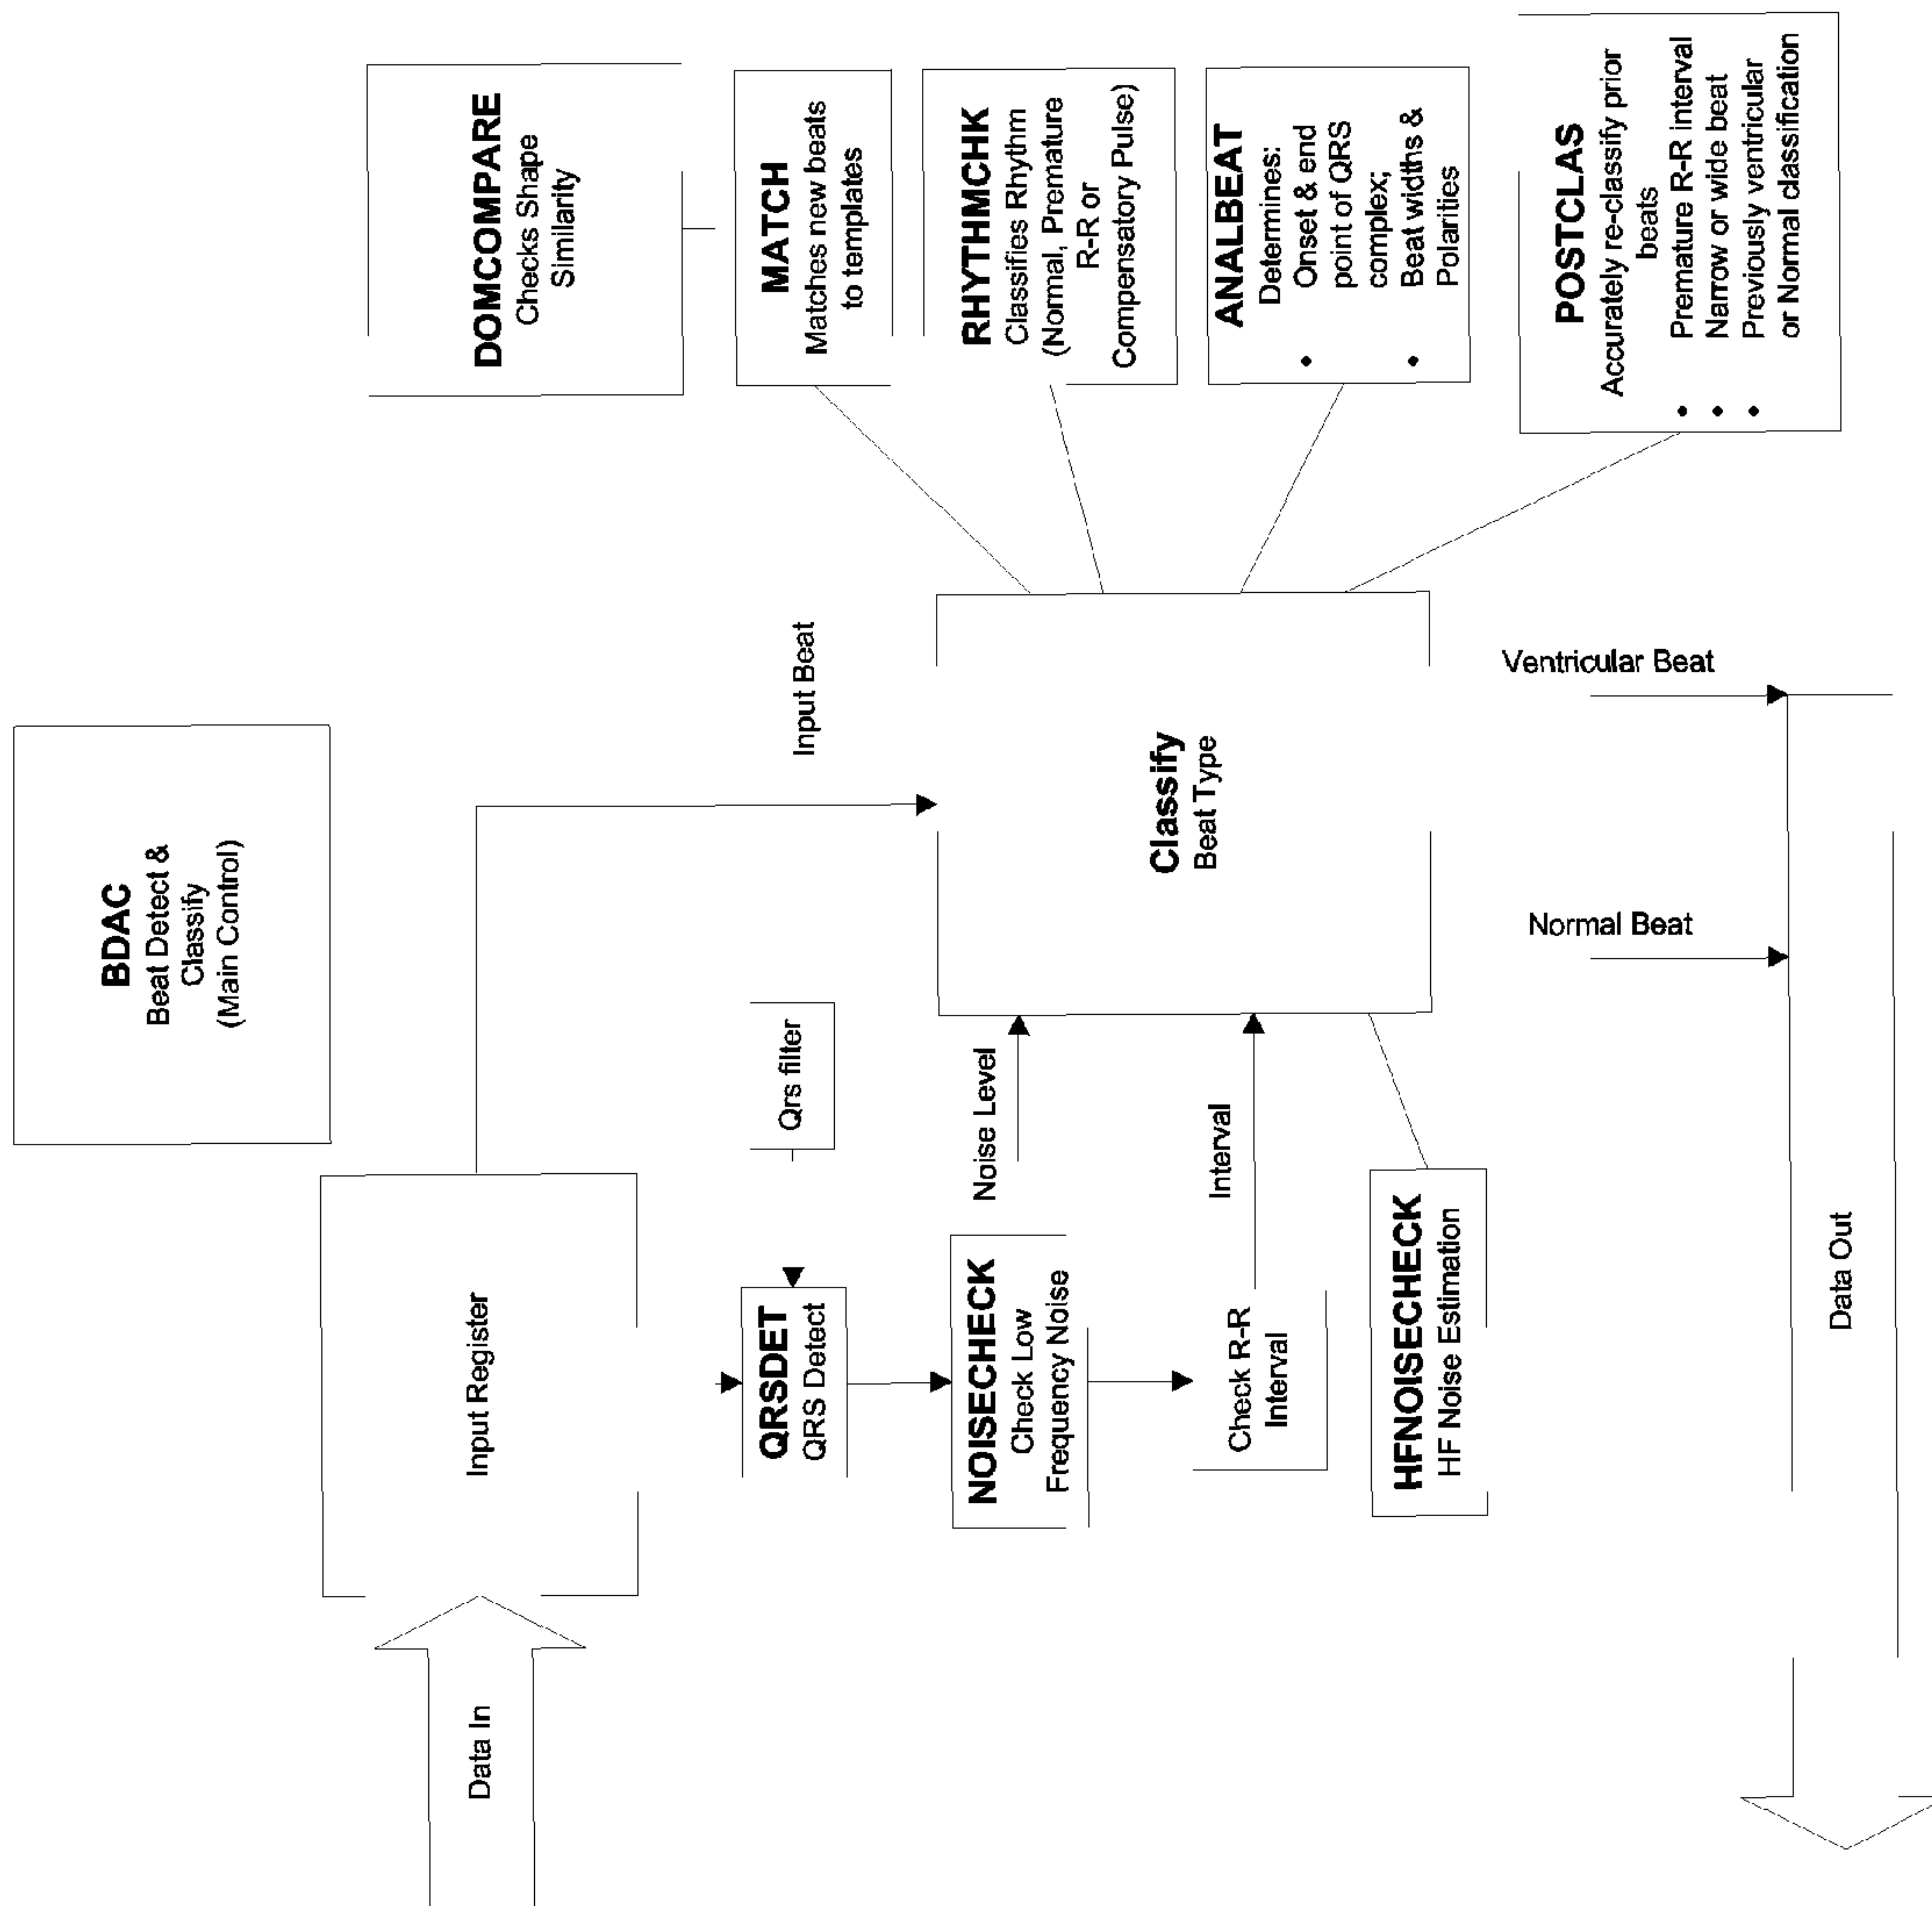 BDAC
Beat Detect &
Classify
(Main Control)
Data In
Input Register
Input Beat
DOMCOMPARE
Checks Shape
Similarity
Qrs filter
QRSDET
QRS Detect
MATCH
Matches new beats
to templates
NOISECHECK
Check Low
Frequency Noise
Noise Level
RHYTHMCHK
Classifies Rhythm
(Normal, Premature
R-R or
Compensatory Pulse)
Classify
Beat Type
Check R-R
Interval
Interval
ANALBEAT
Determines:
• Onset & end
point of QRS
complex;
• Beat widths &
Polarities
HFNOISECHECK
HF Noise Estimation
Normal Beat
Ventricular Beat
POSTCLAS
Accurately re-classify prior
beats
• Premature R-R interval
• Narrow or wide beat
• Previously ventricular
or Normal classification
Data Out